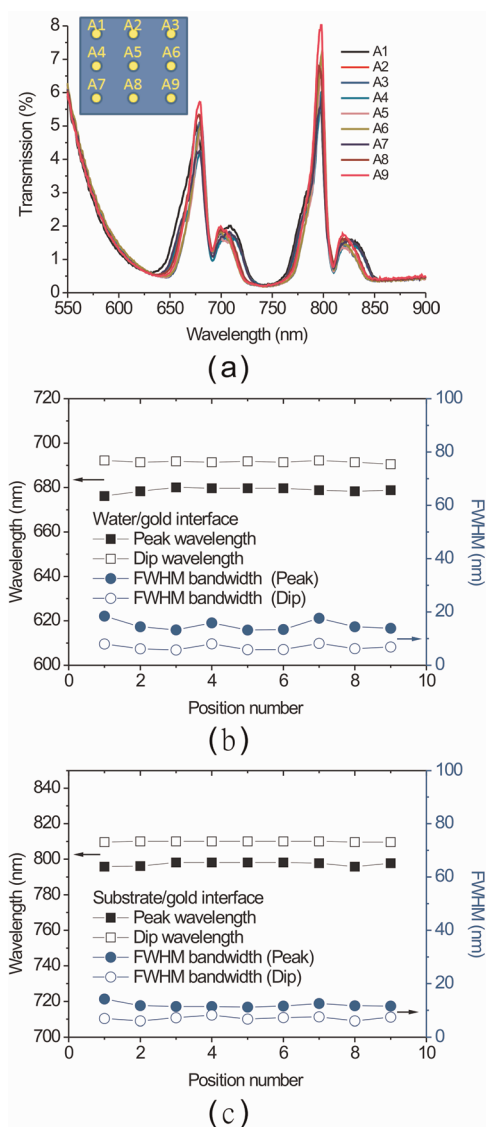 A1 A2 A3
A4 A5 A6
A7 A8 A9
A1
A2
A3
A4
A5
A6
A7
A8
A9
8
7
6
5
4
3
2
1
0
Transmission (%)
550 600 650 700 750 800 850 900
Wavelength (nm)
(a)
720
700
680
660
640
620
600
Wavelength (nm)
100
80
60
40
20
0
FWHM (nm)
Water/gold interface
Peak wavelength
Dip wavelength
FWHM bandwidth (Peak)
FWHM bandwidth (Dip)
0 2 4 6 8 10
Position number
(b)
840
820
800
780
760
740
720
700
Wavelength (nm)
100
80
60
40
20
0
FWHM (nm)
Substrate/gold interface
Peak wavelength
Dip wavelength
FWHM bandwidth (Peak)
FWHM bandwidth (Dip)
0 2 4 6 8 10
Position number
(c)